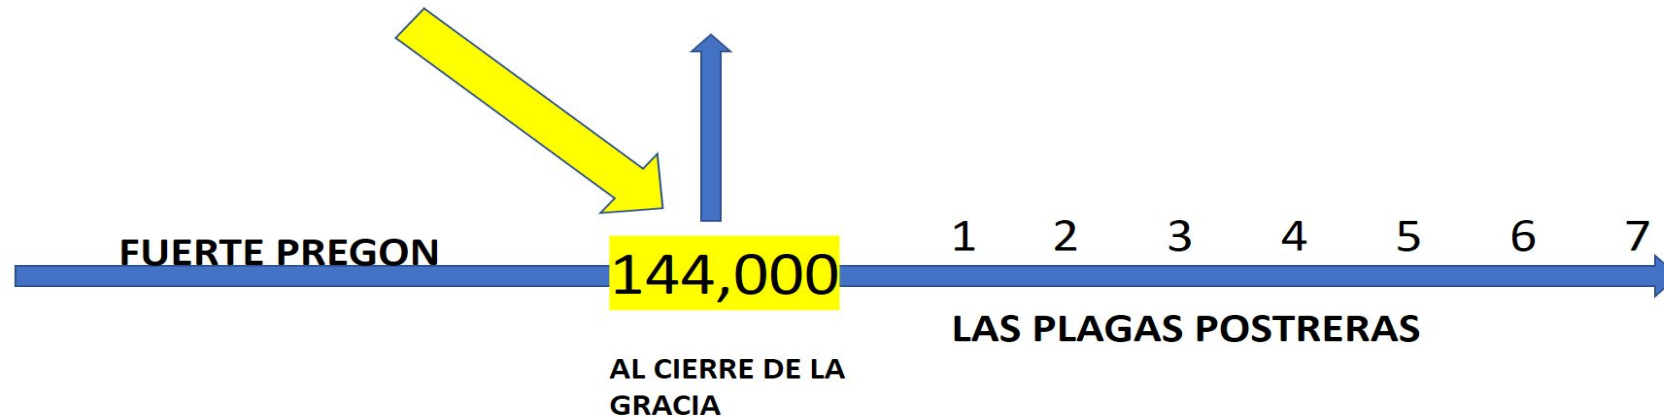 FUERTE PREGON
144,000
1 2 3 4 5 6 7
LAS PLAGAS POSTRERAS
AL CIERRE DE LA
GRACIA